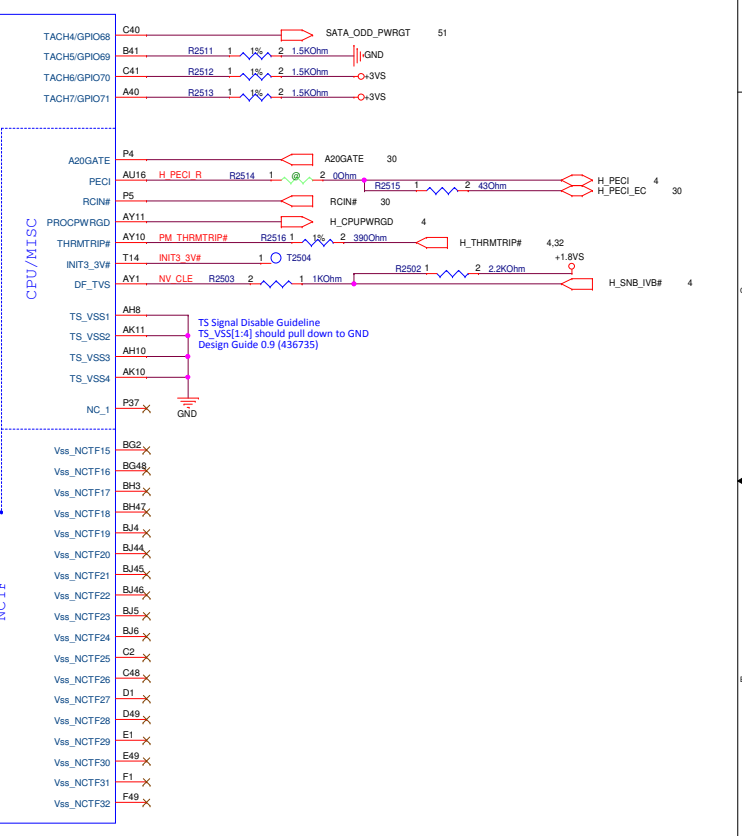 TACH4/GPIO68 C40 SATA_ODD_PWRGT 51
TACH5/GPIO69 B41 R2511 1 1% 2 1.5KOhm GND
TACH6/GPIO70 C41 R2512 1 1% 2 1.5KOhm +3VS
TACH7/GPIO71 A40 R2513 1 1% 2 1.5KOhm +3VS
CPU/MISC
A20GATE P4 A20GATE 30
PECI AU16 H_PECI_R R2514 1 @ 2 0Ohm H_PECI 4
R2515 1 2 43Ohm H_PECI_EC 30
RCIN# P5 RCIN# 30
PROCPWRGD AY11 H_CPUPWRGD 4
THRMTRIP# AY10 PM_THRMTRIP# R2516 1 1% 2 390Ohm H_THRMTRIP# 4,32
+1.8VS
INIT3_3V# T14 INIT3_3V# 1 T2504
R2502 1 2 2.2KOhm
DF_TVS AY1 NV_CLE R2503 2 1 1KOhm H_SNB_IVB# 4
TS_VSS1 AH8
TS Signal Disable Guideline
TS_VSS2 AK11 TS_VSS[1:4] should pull down to GND
Design Guide 0.9 (436735)
TS_VSS3 AH10
TS_VSS4 AK10
GND
NC_1 P37
Vss_NCTF15 BG2
Vss_NCTF16 BG48
Vss_NCTF17 BH3
Vss_NCTF18 BH47
Vss_NCTF19 BJ4
Vss_NCTF20 BJ44
Vss_NCTF21 BJ45
Vss_NCTF22 BJ46
NCTF
Vss_NCTF23 BJ5
Vss_NCTF24 BJ6
Vss_NCTF25 C2
Vss_NCTF26 C48
Vss_NCTF27 D1
Vss_NCTF28 D49
Vss_NCTF29 E1
Vss_NCTF30 E49
Vss_NCTF31 F1
Vss_NCTF32 F49